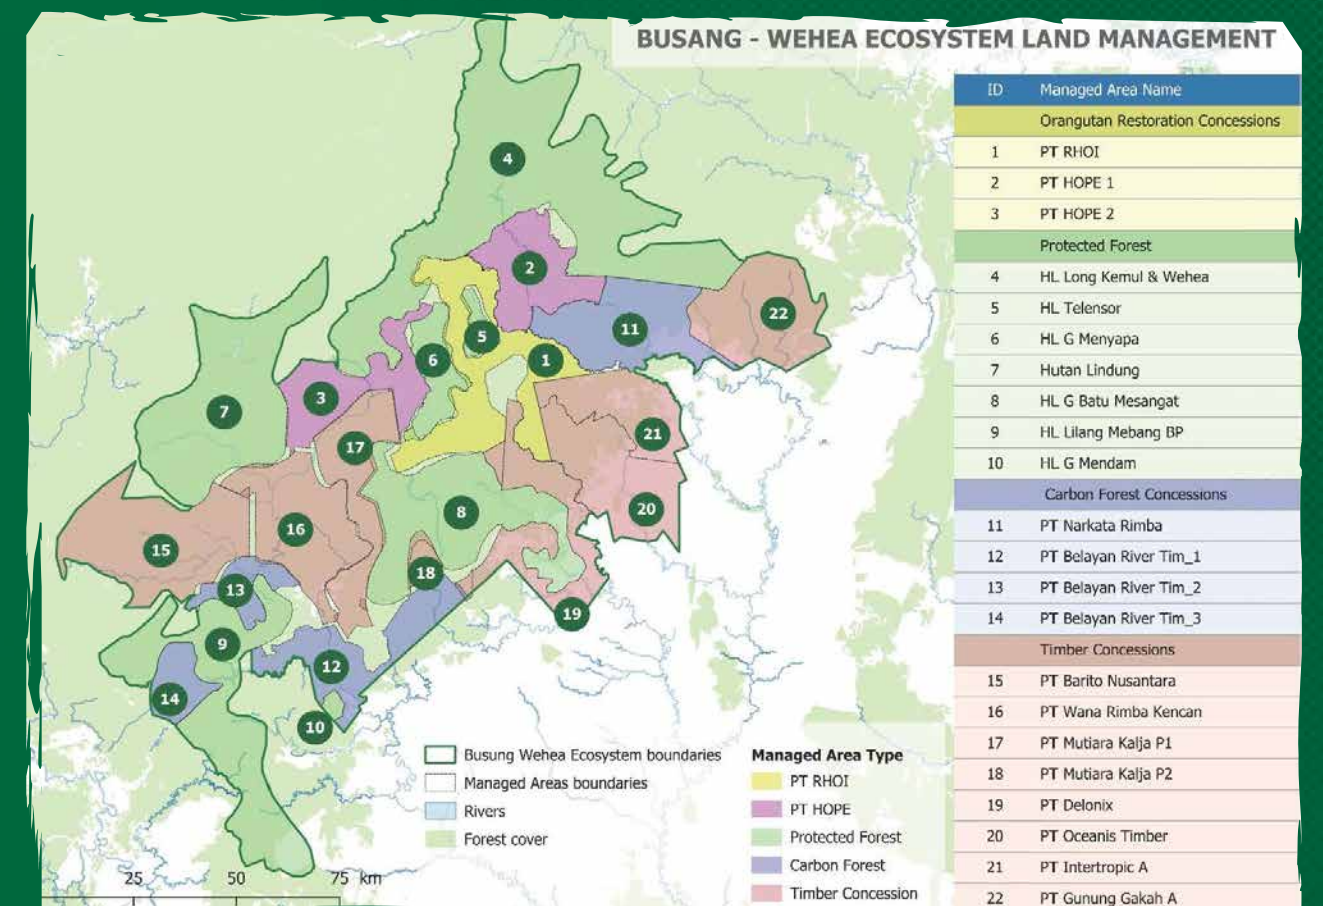 BUSANG - WEHEA ECOSYSTEM LAND MANAGEMENT
ID Managed Area Name
Orangutan Restoration Concessions
1 PT RHOI
2 PT HOPE 1
3 PT HOPE 2
Protected Forest
4 HL Long Kemul & Wehea
5 HL Telensor
6 HL G Menyapa
7 Hutan Lindung
8 HL G Batu Mesangat
9 HL Lilang Mebang BP
10 HL G Mendam
Carbon Forest Concessions
11 PT Narkata Rimba
12 PT Belayan River Tim_1
13 PT Belayan River Tim_2
14 PT Belayan River Tim_3
Timber Concessions
15 PT Barito Nusantara
16 PT Wana Rimba Kencan
17 PT Mutiara Kalja P1
18 PT Mutiara Kalja P2
19 PT Delonix
20 PT Oceanis Timber
21 PT Intertropic A
22 PT Gunung Gakah A
4
2
22
11
5
6
1
3
7
21
17
20
8
16
15
18
13
19
9
12
14
10
Busung Wehea Ecosystem boundaries
Managed Areas boundaries
Rivers
Forest cover
Managed Area Type
PT RHOI
PT HOPE
Protected Forest
Carbon Forest
Timber Concession
25 50 75 km